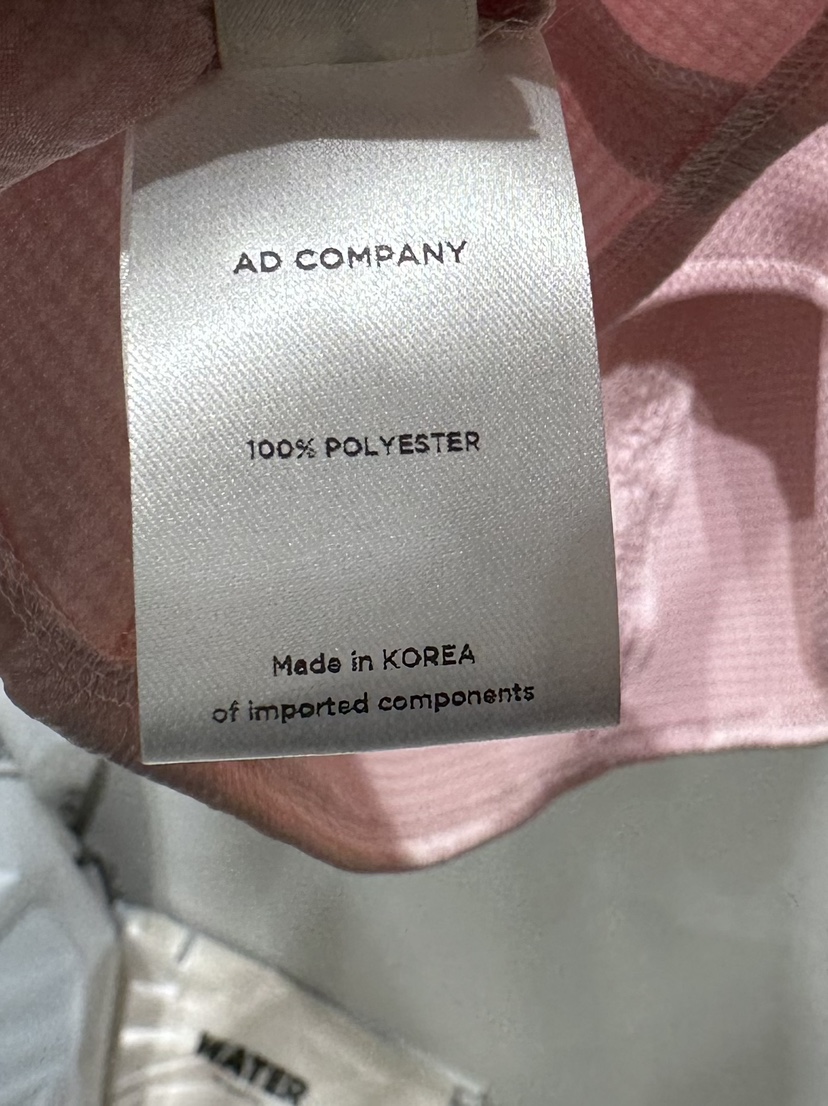 AD COMPANY
100% POLYESTER
Made in KOREA
of imported components
WATER